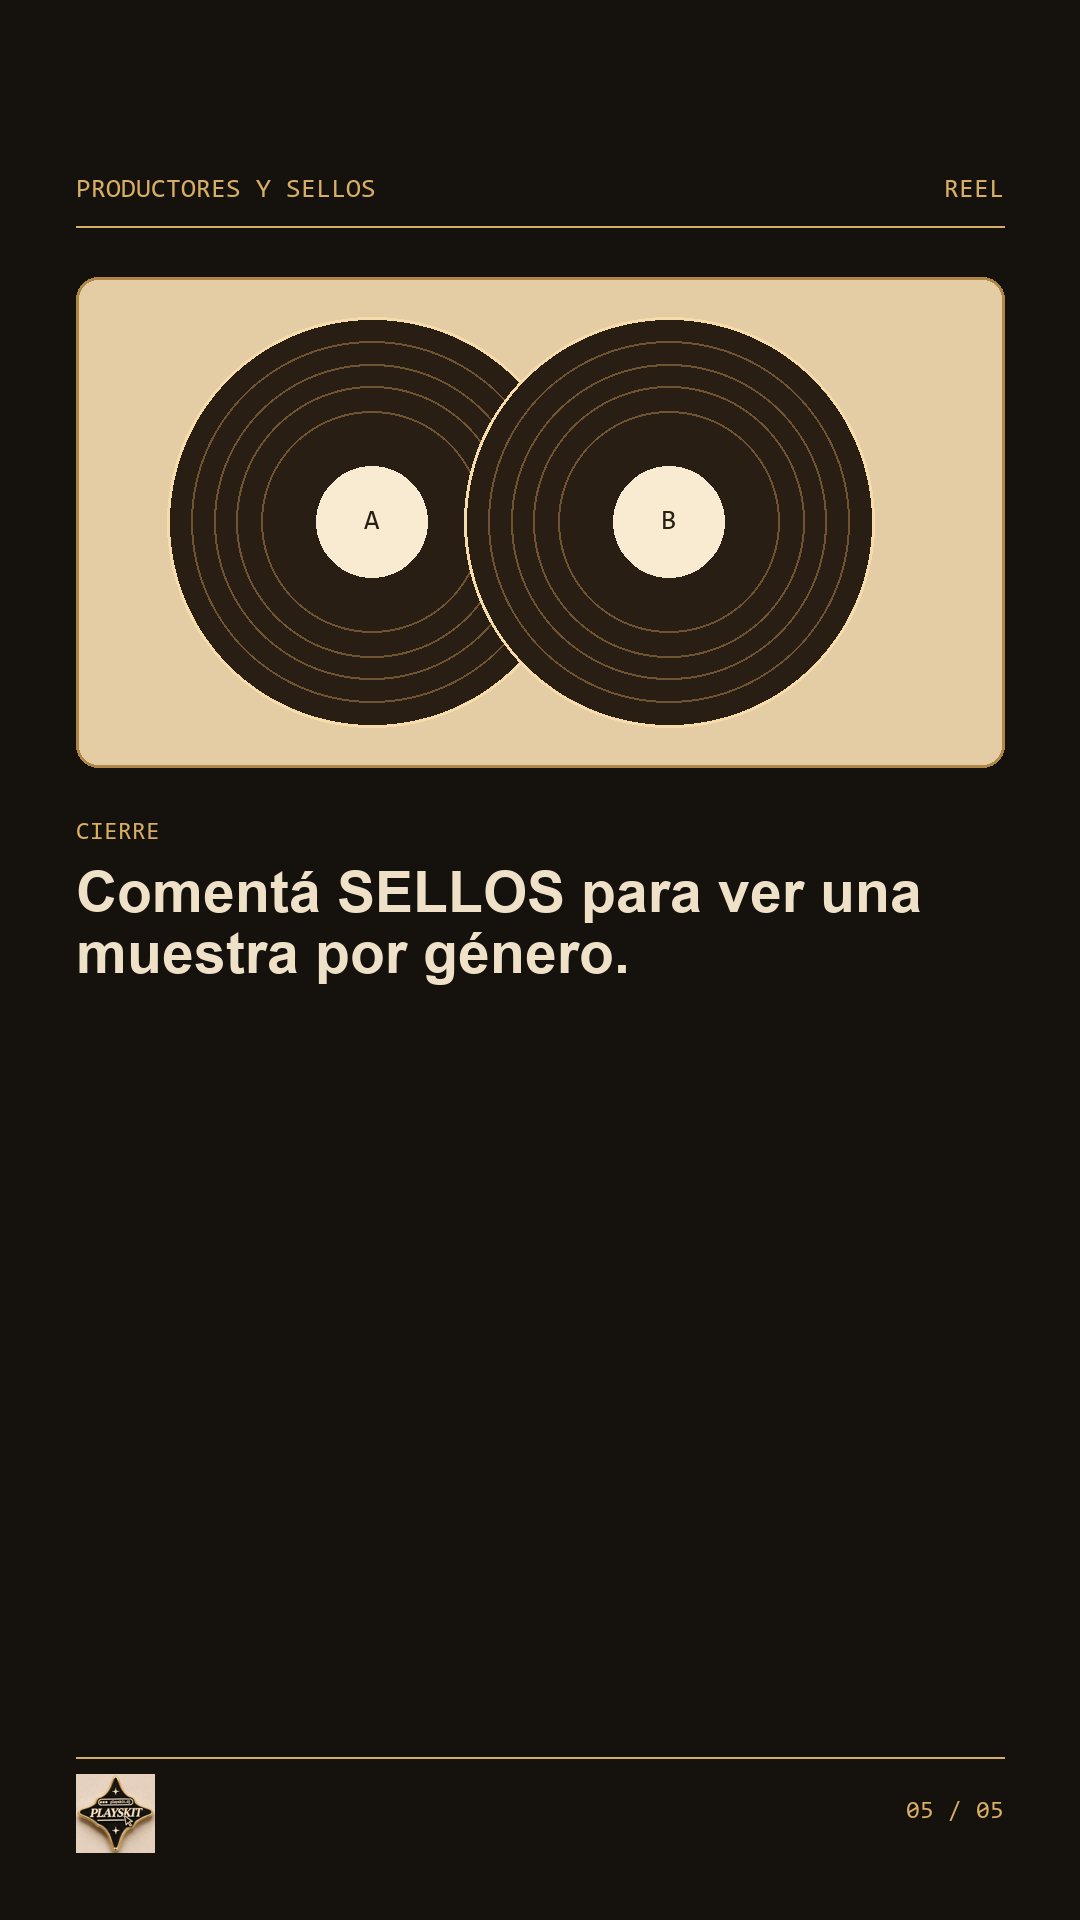 PRODUCTORES Y SELLOS
REEL
A
B
CIERRE
Comentá SELLOS para ver una
muestra por género.
PLAYSKIT
05 / 05